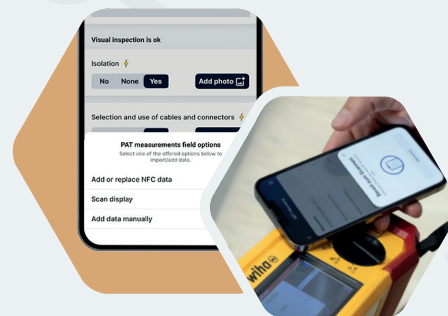 Visual inspection is ok
Isolation
No None Yes Add photo
Selection and use of cables and connectors
PAT measurements field options
Select one of the offered options below to
import/add data.
Add or replace NFC data
Scan display
Add data manually
wiha